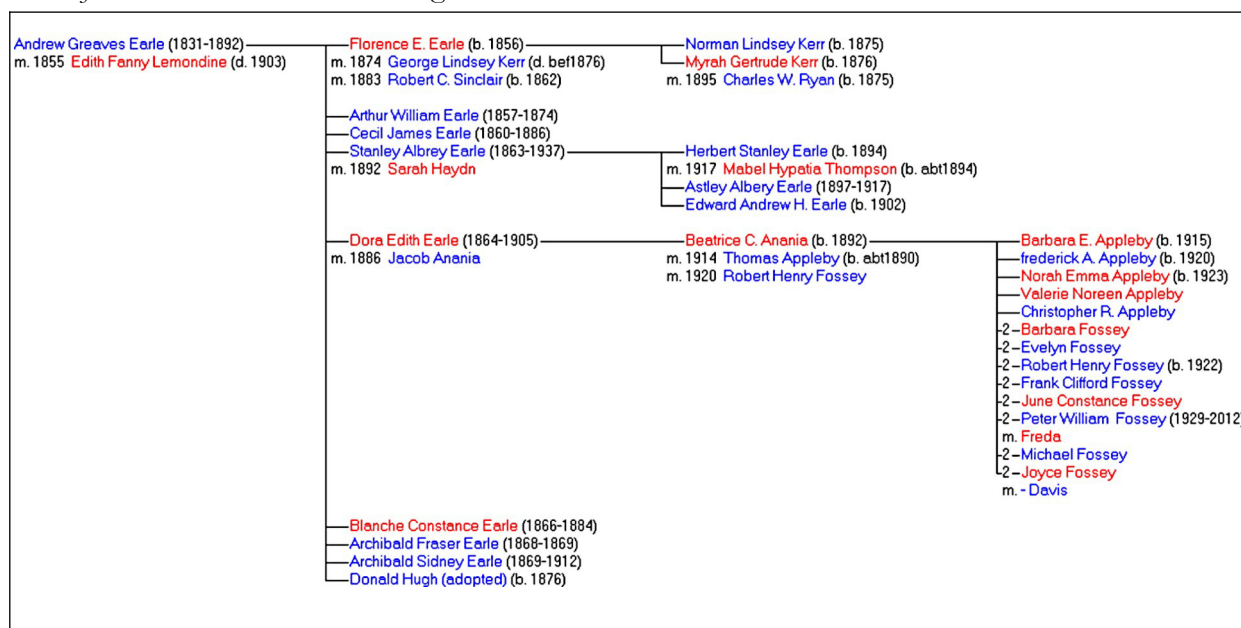 Andrew Greaves Earle (1831-1892)
m. 1855 Edith Fanny Lemondine (d. 1903)
Florence E. Earle (b. 1856)
m. 1874 George Lindsey Kerr (d. bef1876)
m. 1883 Robert C. Sinclair (b. 1862)
Norman Lindsey Kerr (b. 1875)
Myrah Gertrude Kerr (b. 1876)
m. 1895 Charles W. Ryan (b. 1875)
Arthur William Earle (1857-1874)
Cecil James Earle (1860-1886)
Stanley Albrey Earle (1863-1937)
m. 1892 Sarah Haydn
Herbert Stanley Earle (b. 1894)
m. 1917 Mabel Hypatia Thompson (b. abt1894)
Astley Albery Earle (1897-1917)
Edward Andrew H. Earle (b. 1902)
Dora Edith Earle (1864-1905)
m. 1886 Jacob Anania
Beatrice C. Anania (b. 1892)
m. 1914 Thomas Appleby (b. abt1890)
m. 1920 Robert Henry Fossey
Barbara E. Appleby (b. 1915)
frederick A. Appleby (b. 1920)
Norah Emma Appleby (b. 1923)
Valerie Noreen Appleby
Christopher R. Appleby
2 Barbara Fossey
2 Evelyn Fossey
2 Robert Henry Fossey (b. 1922)
2 Frank Clifford Fossey
2 June Constance Fossey
2 Peter William Fossey (1929-2012)
m. Freda
2 Michael Fossey
2 Joyce Fossey
m. - Davis
Blanche Constance Earle (1866-1884)
Archibald Fraser Earle (1868-1869)
Archibald Sidney Earle (1869-1912)
Donald Hugh (adopted) (b. 1876)